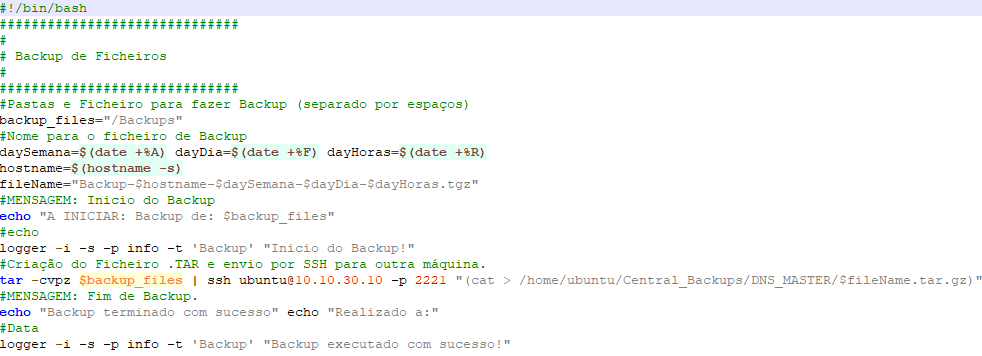 #!/bin/bash
##############################
#
# Backup de Ficheiros
#
##############################
#Pastas e Ficheiro para fazer Backup (separado por espaços)
backup_files="/Backups"
#Nome para o ficheiro de Backup
daySemana=$(date +%A) dayDia=$(date +%F) dayHoras=$(date +%R)
hostname=$(hostname -s)
fileName="Backup-$hostname-$daySemana-$dayDia-$dayHoras.tgz"
#MENSAGEM: Inicio do Backup
echo "A INICIAR: Backup de: $backup_files"
#echo
logger -i -s -p info -t 'Backup' "Inicio do Backup!"
#Criação do Ficheiro .TAR e envio por SSH para outra máquina.
tar -cvpz $backup_files | ssh ubuntu@10.10.30.10 -p 2221 "(cat > /home/ubuntu/Central_Backups/DNS_MASTER/$fileName.tar.gz)"
#MENSAGEM: Fim de Backup.
echo "Backup terminado com sucesso" echo "Realizado a:"
#Data
logger -i -s -p info -t 'Backup' "Backup executado com sucesso!"